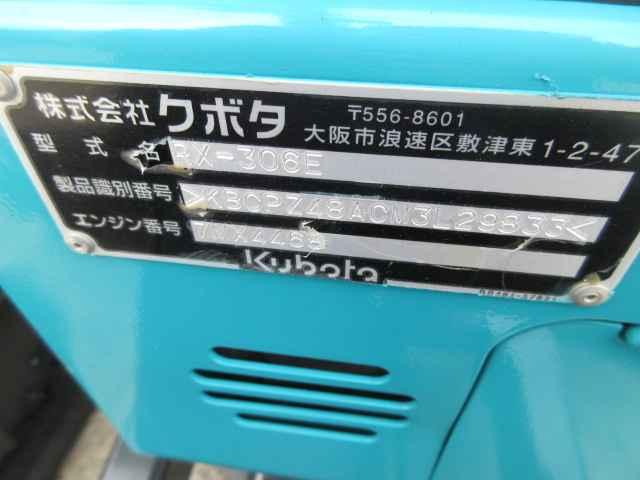 株式会社クボタ 〒556-8601
大阪市浪速区敷津東1-2-47
型式名 RX-306E
製品識別番号 >KBCPZ48ACM3L29833<
エンジン番号 7MX4468
Kubota